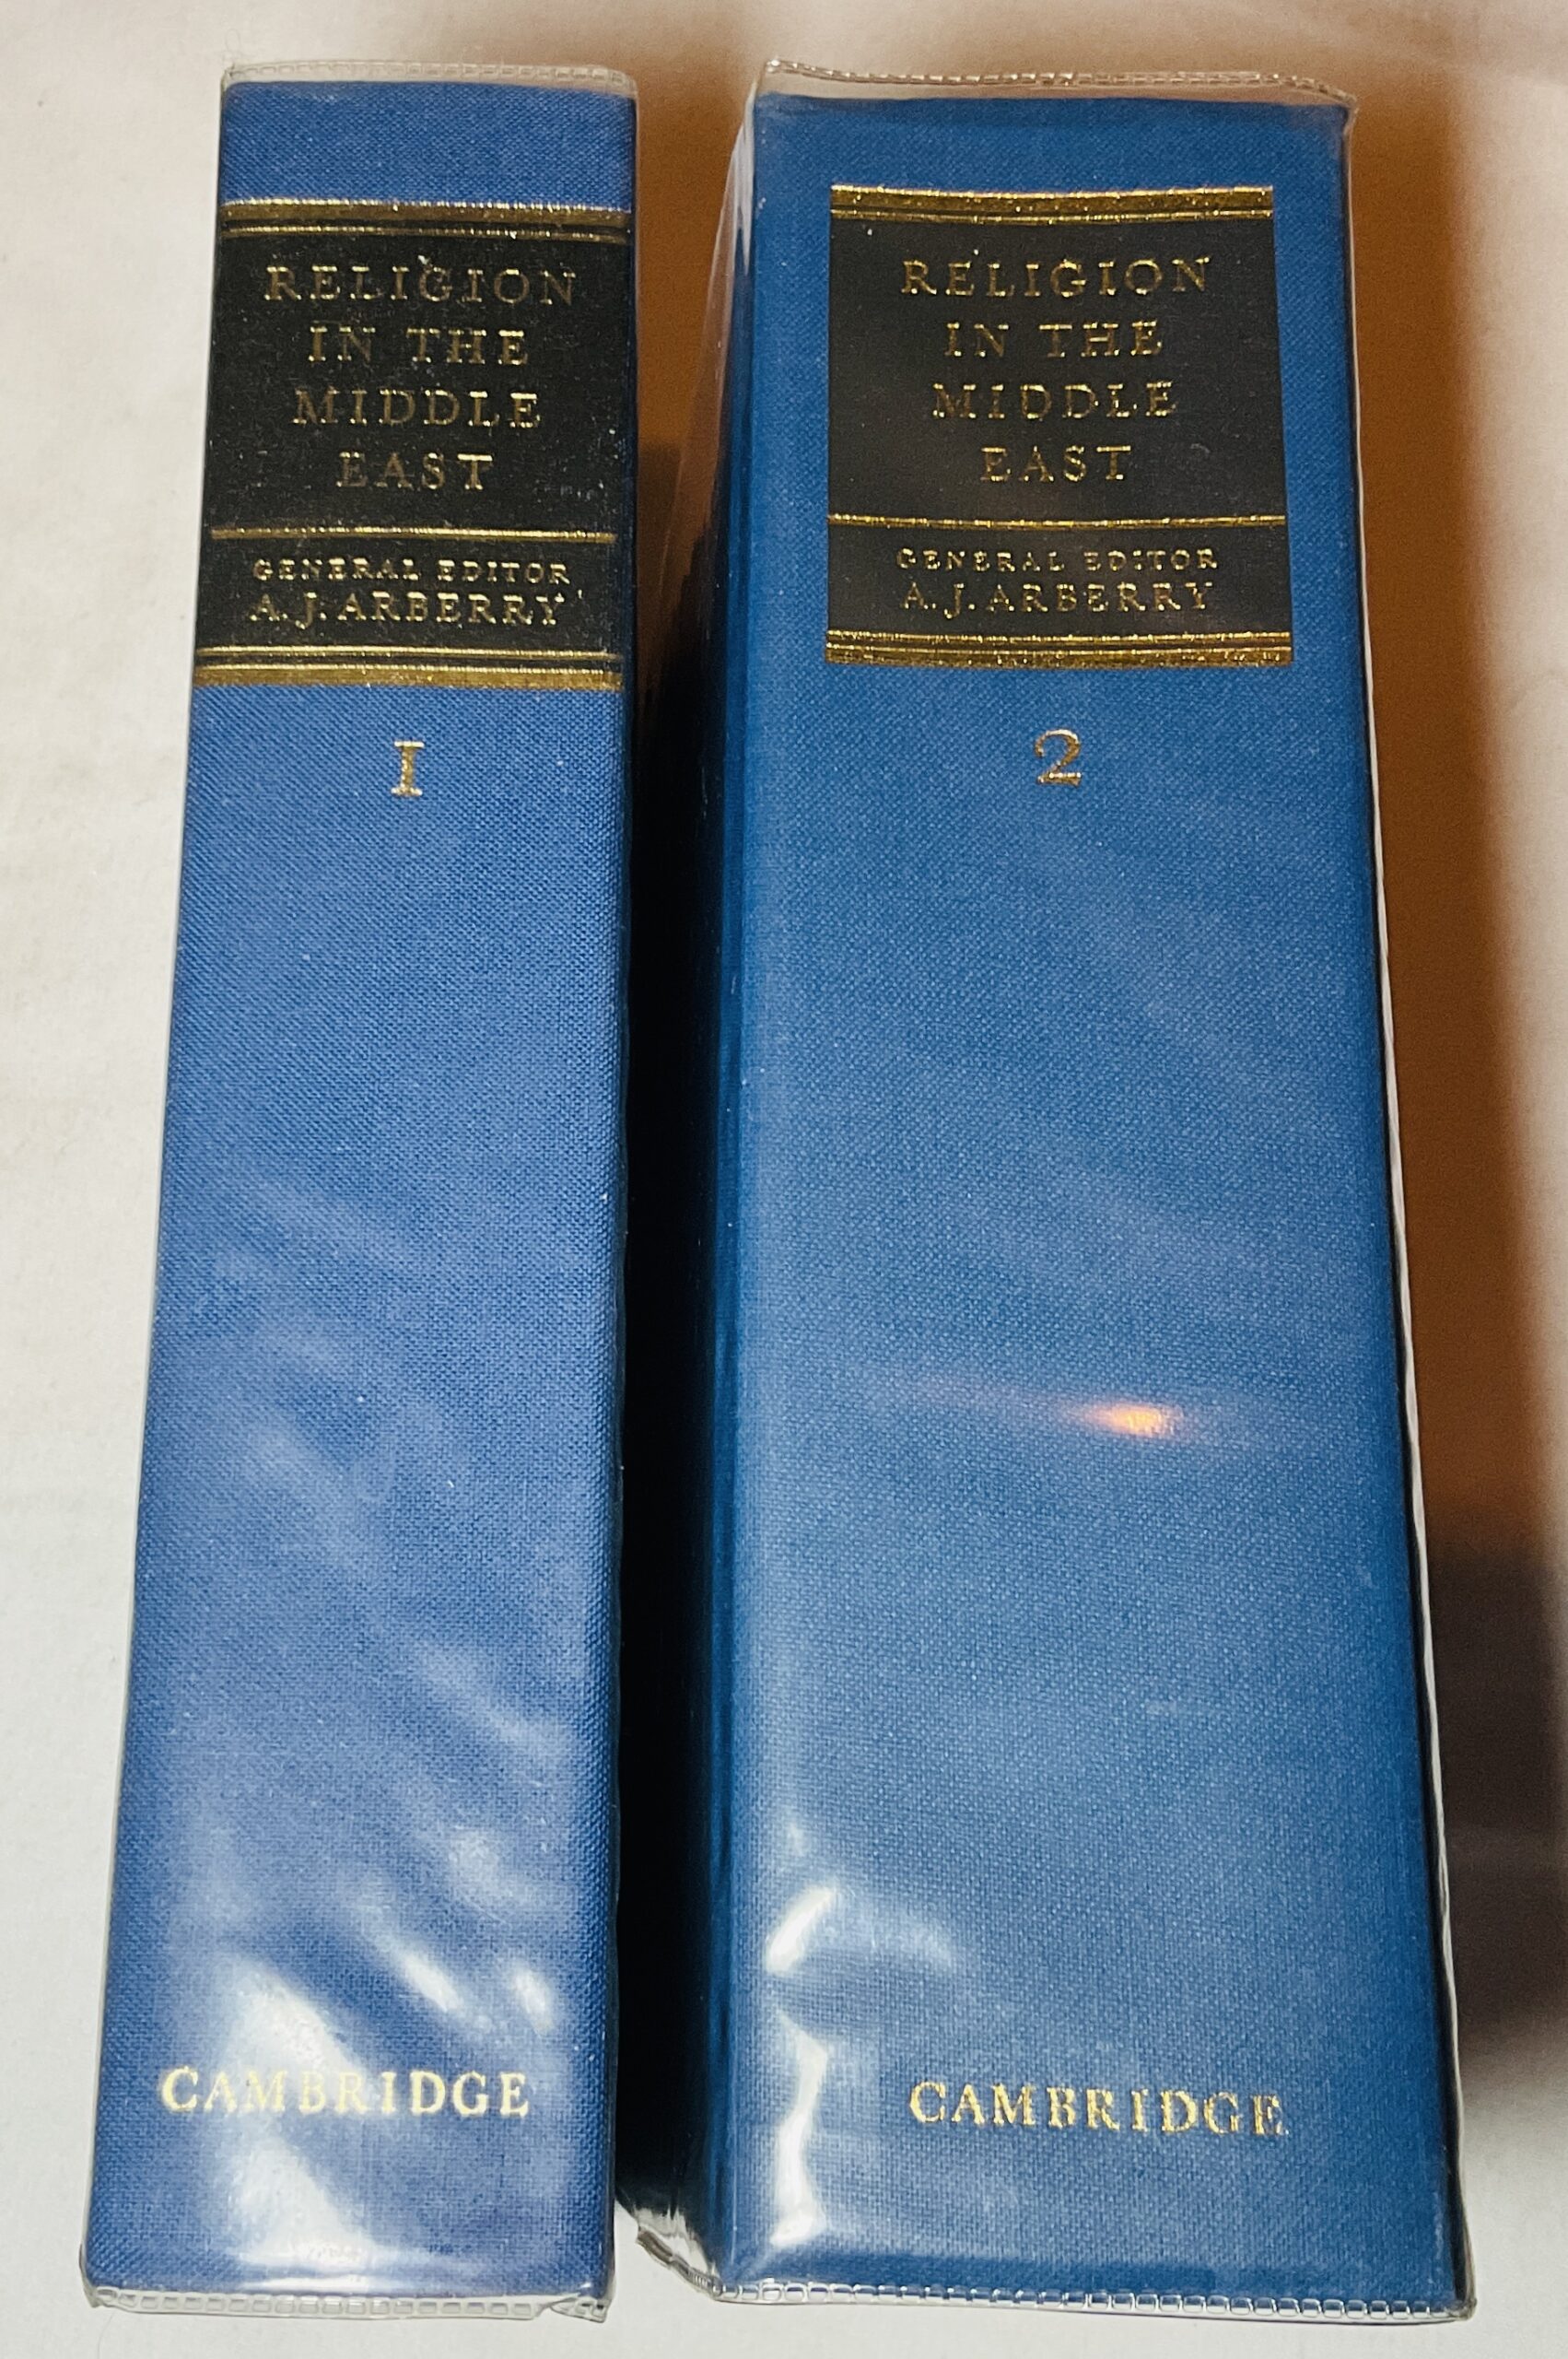 RELIGION
IN THE
MIDDLE
EAST
GENERAL EDITOR
A. J. ARBERRY
I
CAMBRIDGE
RELIGION
IN THE
MIDDLE
EAST
GENERAL EDITOR
A. J. ARBERRY
2
CAMBRIDGE